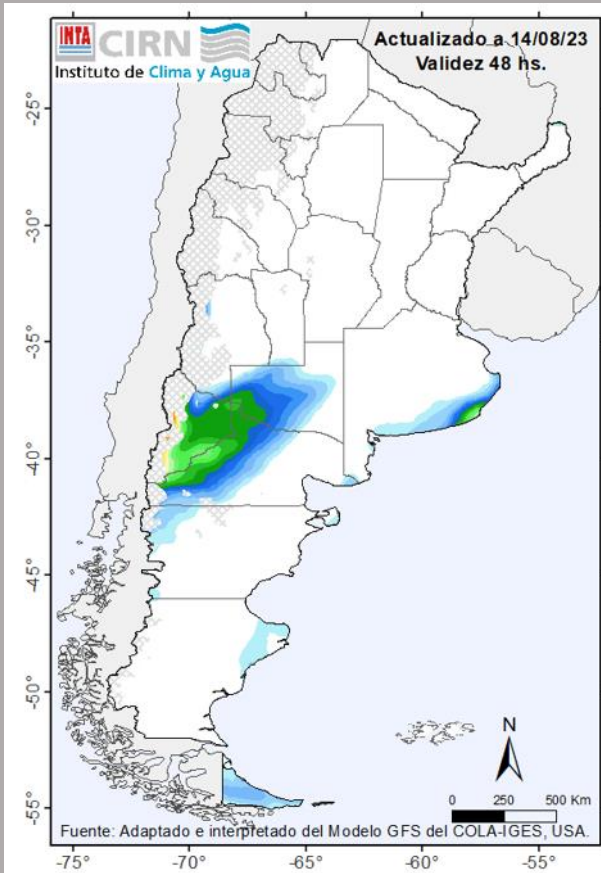 INTA CIRN
Instituto de Clima y Agua
Actualizado a 14/08/23
Validez 48 hs.
-25°
-30°
-35°
-40°
-45°
-50°
-55°
N
0 250 500 Km
Fuente: Adaptado e interpretado del Modelo GFS del COLA-IGES, USA.
-75° -70° -65° -60° -55°